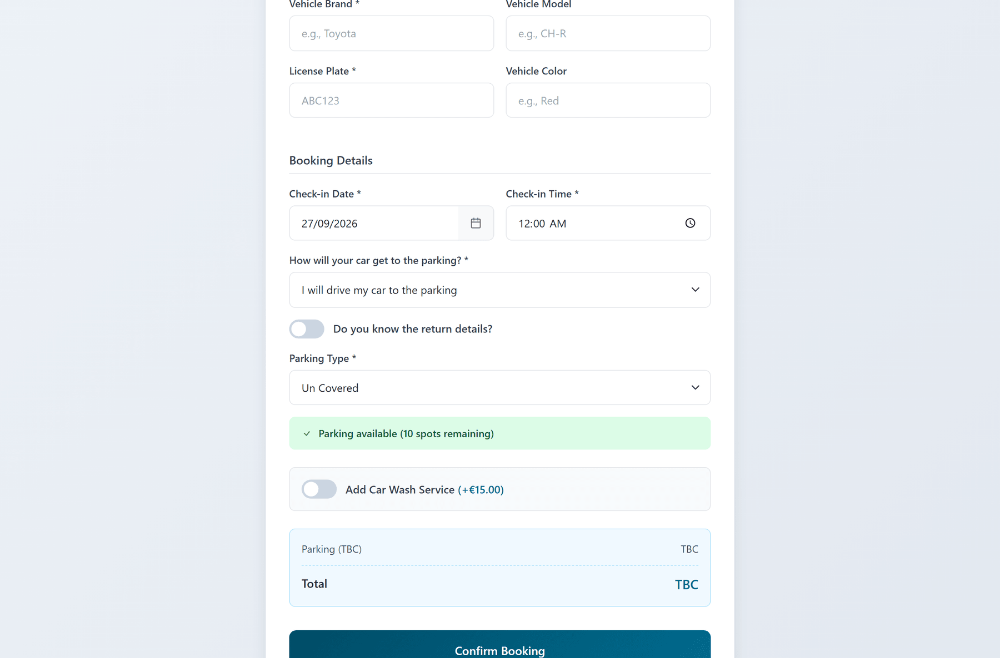 Vehicle Brand *
Vehicle Model
e.g., Toyota
e.g., CH-R
License Plate *
Vehicle Color
ABC123
e.g., Red
Booking Details
Check-in Date *
Check-in Time *
27/09/2026
12:00 AM
How will your car get to the parking? *
I will drive my car to the parking
Do you know the return details?
Parking Type *
Un Covered
Parking available (10 spots remaining)
Add Car Wash Service (+€15.00)
Parking (TBC)
TBC
Total
TBC
Confirm Booking